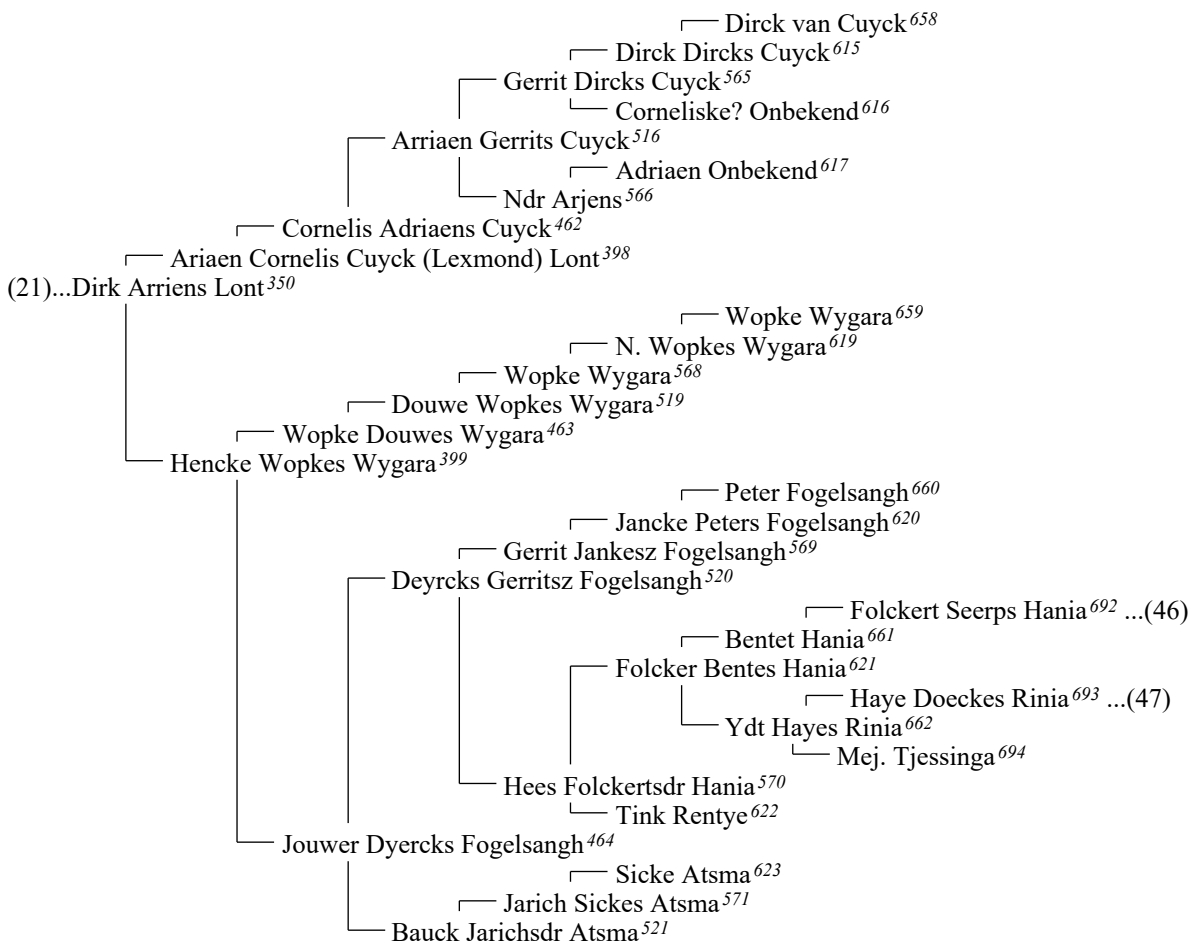 Dirck van Cuyck658
Dirck Dircks Cuyck615
Gerrit Dircks Cuyck565
Corneliske? Onbekend616
Arriaen Gerrits Cuyck516
Adriaen Onbekend617
Ndr Arjens566
Cornelis Adriaens Cuyck462
Ariaen Cornelis Cuyck (Lexmond) Lont398
(21)...Dirk Arriens Lont350
Wopke Wygara659
N. Wopkes Wygara619
Wopke Wygara568
Douwe Wopkes Wygara519
Wopke Douwes Wygara463
Hencke Wopkes Wygara399
Peter Fogelsangh660
Jancke Peters Fogelsangh620
Gerrit Jankesz Fogelsangh569
Deyrcks Gerritsz Fogelsangh520
Folckert Seerps Hania692 ...(46)
Bentet Hania661
Folcker Bentes Hania621
Haye Doeckes Rinia693 ...(47)
Ydt Hayes Rinia662
Mej. Tjessinga694
Hees Folckertsdr Hania570
Tink Rentye622
Jouwer Dyercks Fogelsangh464
Sicke Atsma623
Jarich Sickes Atsma571
Bauck Jarichsdr Atsma521